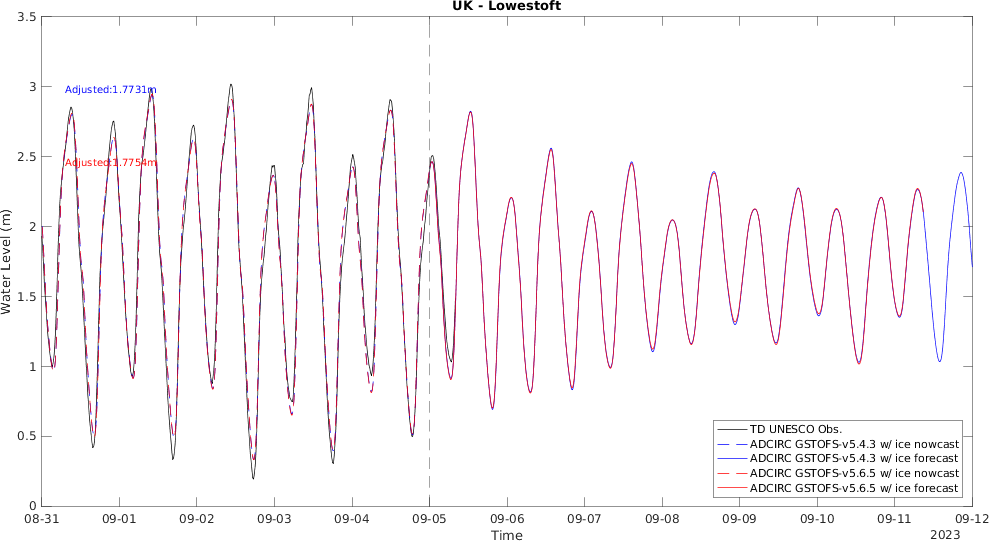 UK - Lowestoft
3.5
3
2.5
2
1.5
1
0.5
0
Water Level (m)
Adjusted:1.7731m
Adjusted:1.7754m
TD UNESCO Obs.
ADCIRC GSTOFS-v5.4.3 w/ ice nowcast
ADCIRC GSTOFS-v5.4.3 w/ ice forecast
ADCIRC GSTOFS-v5.6.5 w/ ice nowcast
ADCIRC GSTOFS-v5.6.5 w/ ice forecast
08-31 09-01 09-02 09-03 09-04 09-05 09-06 09-07 09-08 09-09 09-10 09-11 09-12
Time
2023